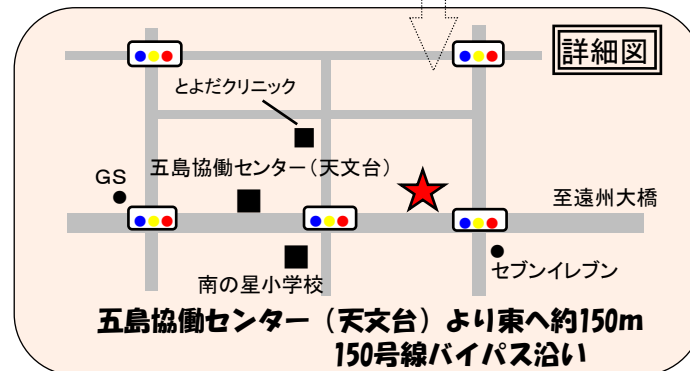 詳細図
とよだクリニック
五島協働センター(天文台)
GS
至遠州大橋
セブンイレブン
南の星小学校
五島協働センター(天文台)より東へ約150m
150号線バイパス沿い